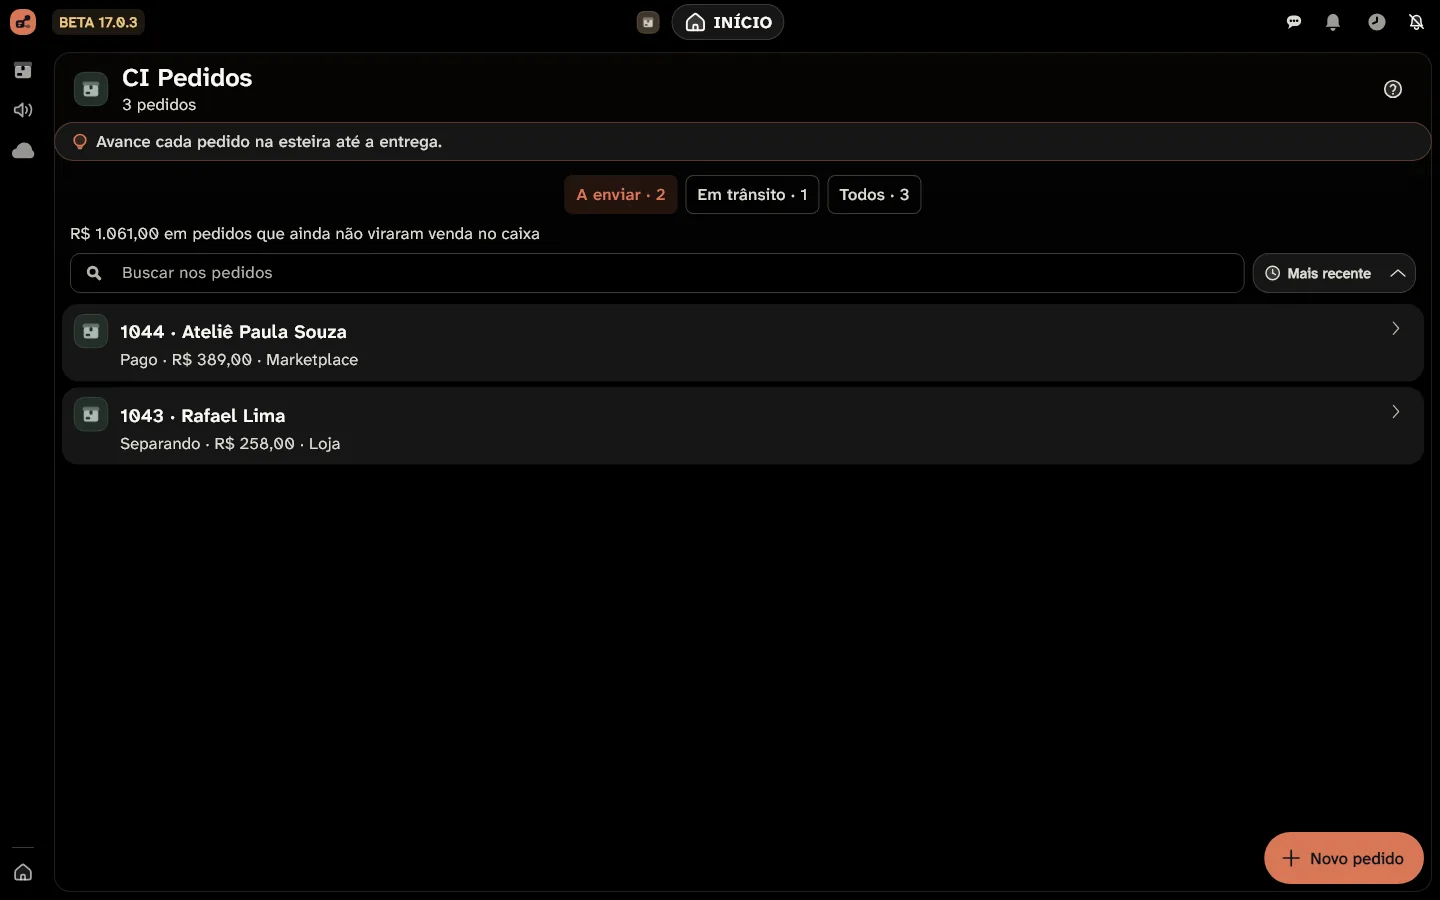 BETA 17.0.3
INÍCIO
CI Pedidos
3 pedidos
Avance cada pedido na esteira até a entrega.
A enviar · 2
Em trânsito · 1
Todos · 3
R$ 1.061,00 em pedidos que ainda não viraram venda no caixa
Buscar nos pedidos
Mais recente
1044 · Ateliê Paula Souza
Pago · R$ 389,00 · Marketplace
1043 · Rafael Lima
Separando · R$ 258,00 · Loja
Novo pedido